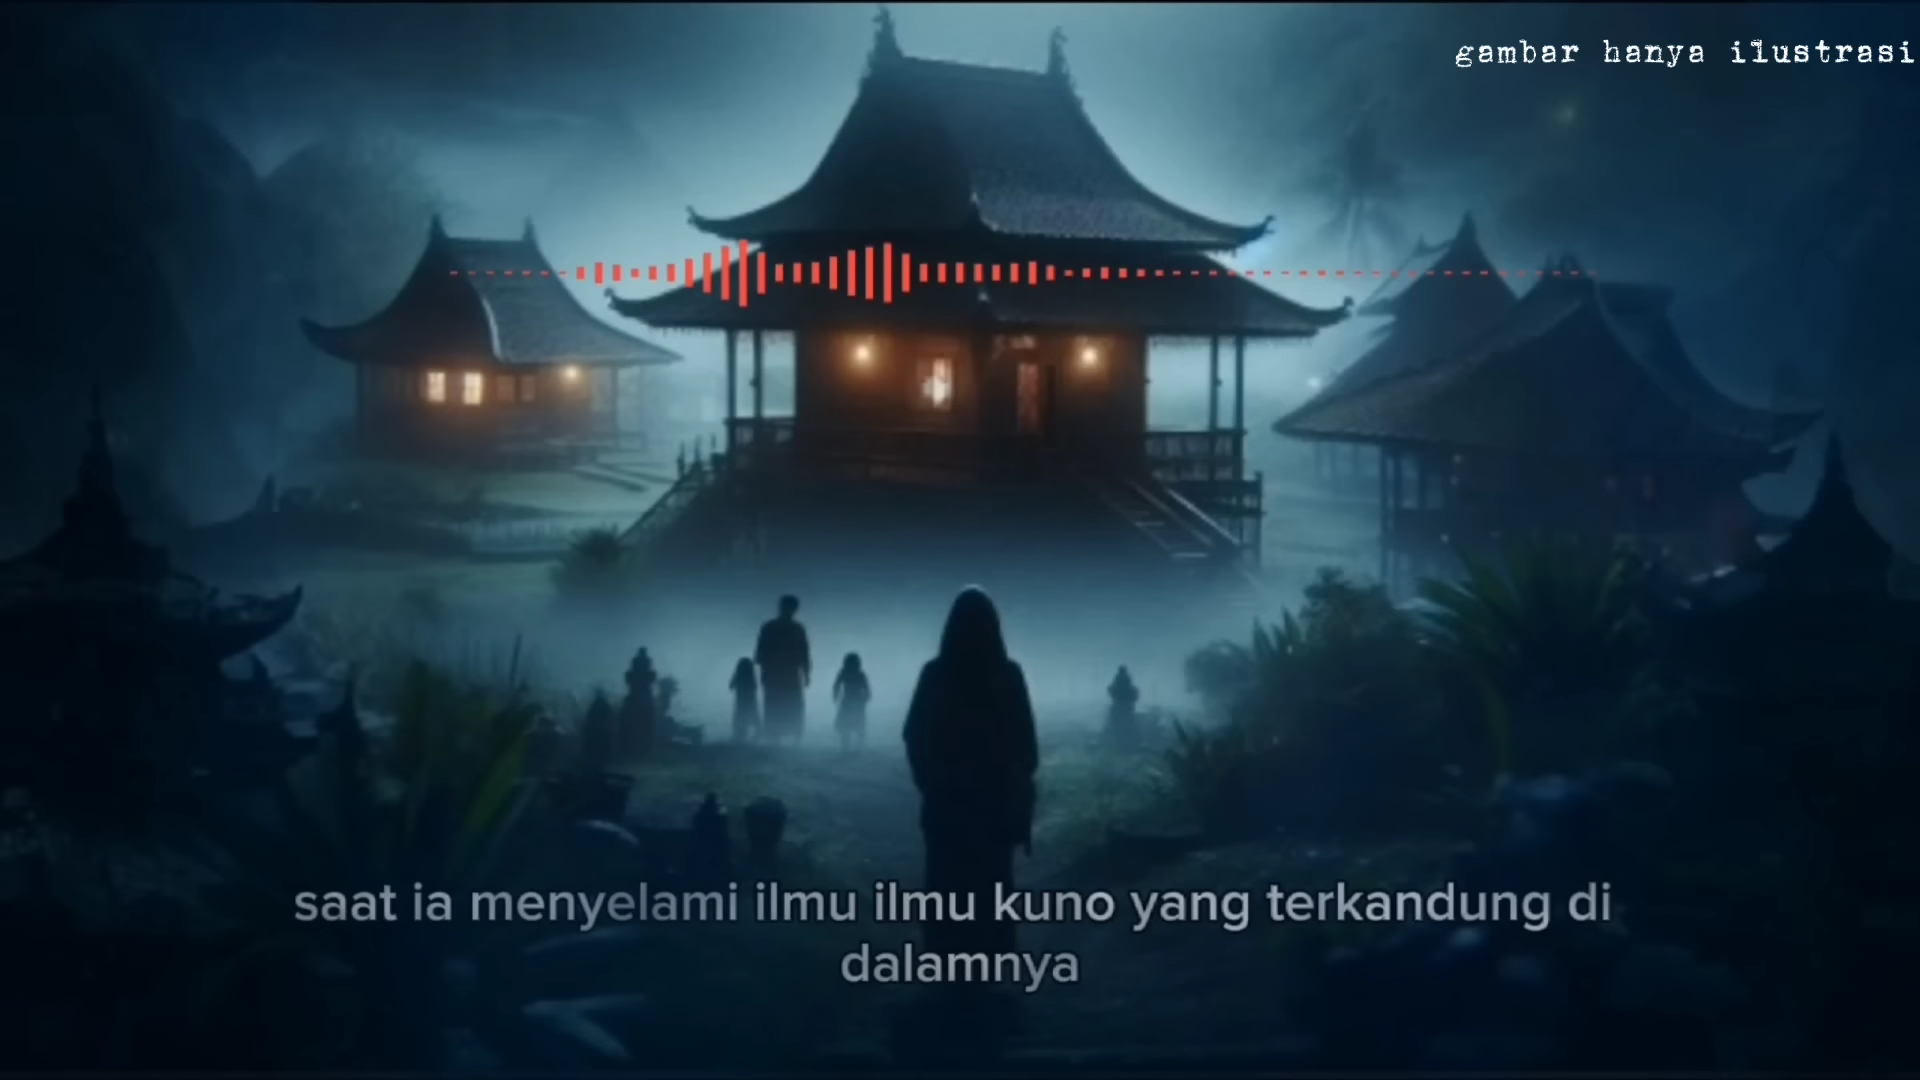 gambar hanya ilustrasi
saat ia menyelami ilmu ilmu kuno yang terkandung di
dalamnya